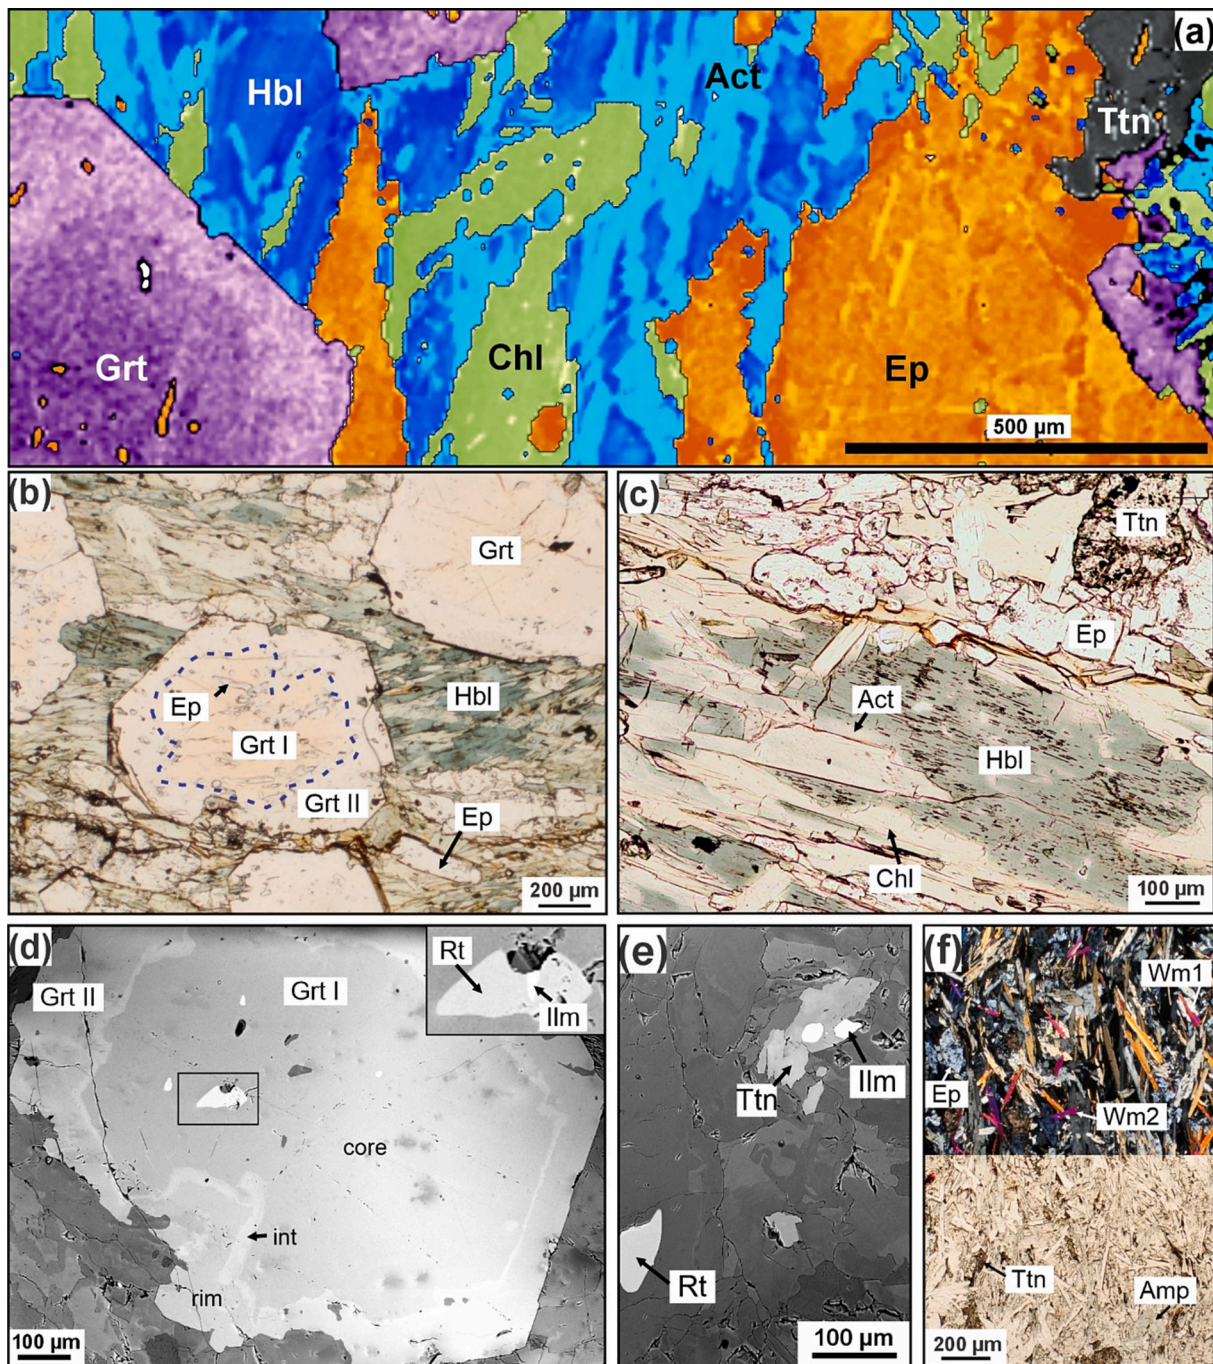 (a)
Hbl
Act
Ttn
Grt
Chl
Ep
500 µm
(b)
Grt
Ep
Hbl
Grt I
Grt II
Ep
200 µm
(c)
Ttn
Ep
Act
Hbl
Chl
100 µm
(d)
Rt
Ilm
Grt II
Grt I
core
int
rim
100 µm
(e)
Ttn
Ilm
Rt
100 µm
(f)
Wm1
Ep
Wm2
Ttn
Amp
200 µm